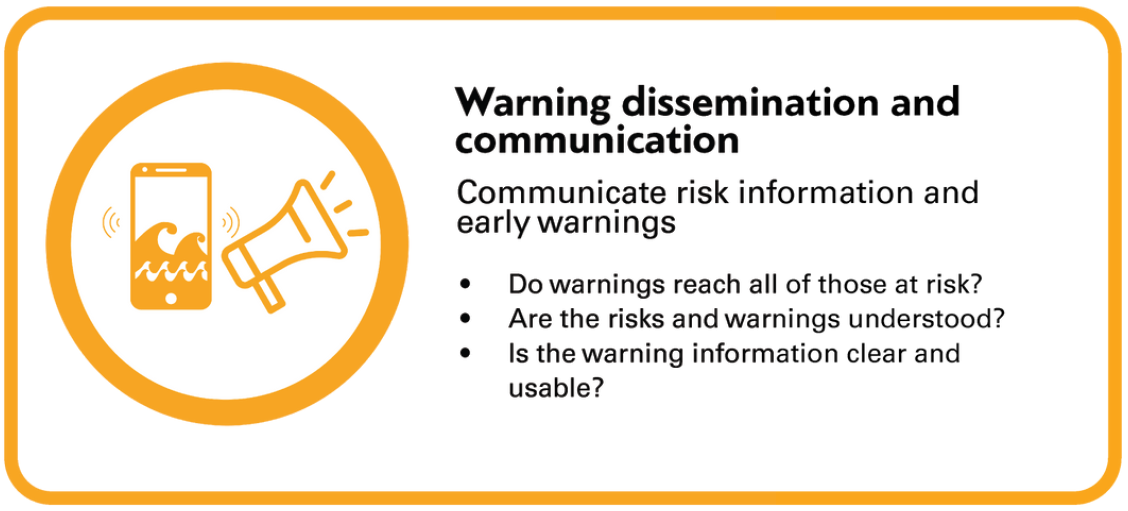 Warning dissemination and
communication
Communicate risk information and
early warnings
• Do warnings reach all of those at risk?
• Are the risks and warnings understood?
• Is the warning information clear and
usable?